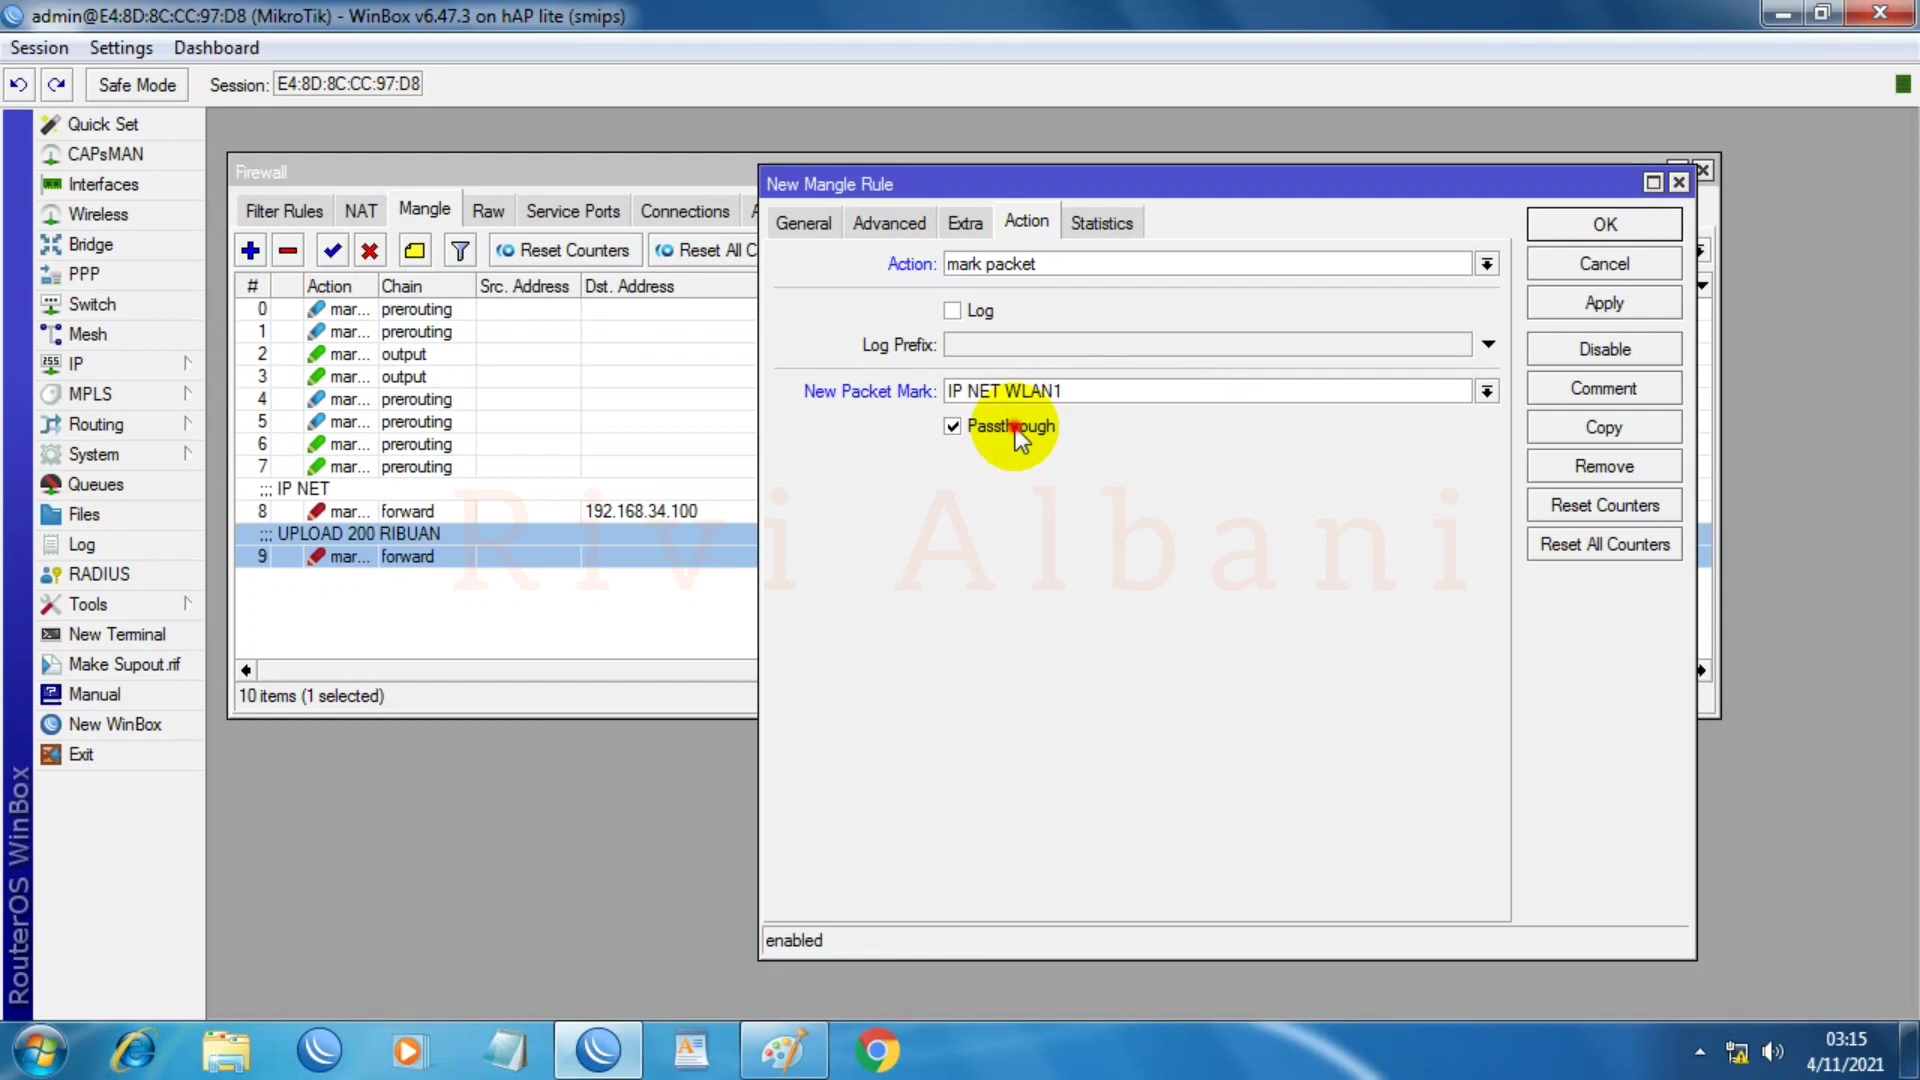 admin@E4:8D:8C:CC:97:D8 (MikroTik) - WinBox v6.47.3 on hAP lite (smips)
Session Settings Dashboard
Safe Mode Session: E4:8D:8C:CC:97:D8
Quick Set
CAPsMAN
Interfaces
Wireless
Bridge
PPP
Switch
Mesh
IP
MPLS
Routing
System
Queues
Files
Log
RADIUS
Tools
New Terminal
Make Supout.rif
Manual
New WinBox
Exit
RouterOS WinBox
Firewall
Filter Rules NAT Mangle Raw Service Ports Connections
Reset Counters Reset All C
# Action Chain Src. Address Dst. Address
0 mar... prerouting
1 mar... prerouting
2 mar... output
3 mar... output
4 mar... prerouting
5 mar... prerouting
6 mar... prerouting
7 mar... prerouting
::: IP NET
8 mar... forward 192.168.34.100
::: UPLOAD 200 RIBUAN
9 mar... forward
10 items (1 selected)
New Mangle Rule
General Advanced Extra Action Statistics
Action: mark packet
Log
Log Prefix:
New Packet Mark: IP NET WLAN1
Passthrough
enabled
OK
Cancel
Apply
Disable
Comment
Copy
Remove
Reset Counters
Reset All Counters
Rivi Albani
03:15
4/11/2021